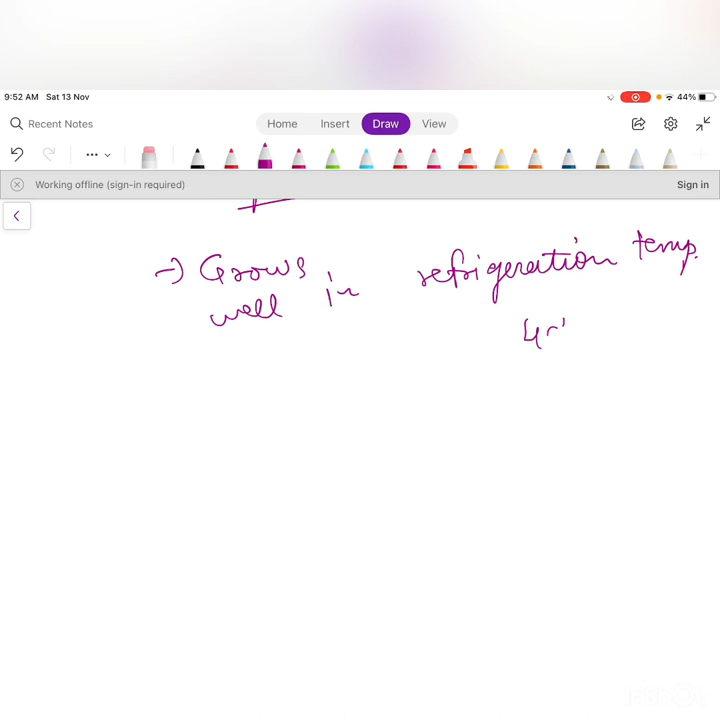 9:52 AM Sat 13 Nov 44%
Recent Notes Home Insert Draw View
Working offline (sign-in required) Sign in
→ Grows refrigeration temp.
well in